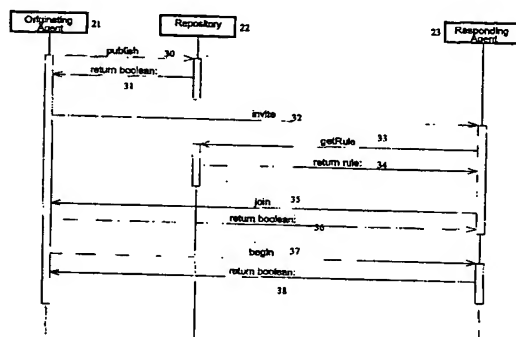 Originating Agent 21
Repository 22
23 Responding Agent
publish 30
return boolean:
31
invite 32
getRule 33
return rule: 34
join 35
return boolean: 36
begin 37
return boolean:
38